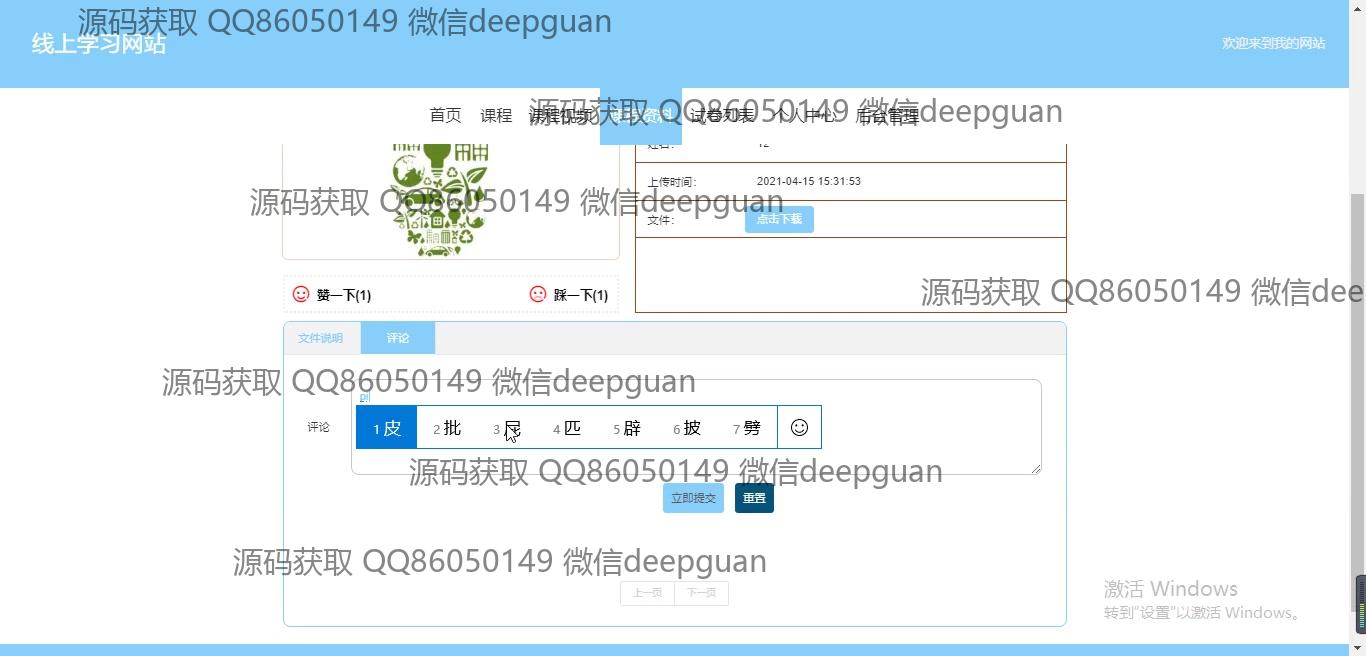 源码获取 QQ86050149 微信deepguan
线上学习网站
欢迎来到我的网站
首页 课程 课程视频 学习资料 试卷列表 个人中心 后台管理
源码获取 QQ86050149 微信deepguan
姓名： 12
上传时间： 2021-04-15 15:31:53
源码获取 QQ86050149 微信deepguan
文件： 点击下载
赞一下(1) 踩一下(1)
源码获取 QQ86050149 微信dee
文件说明 评论
源码获取 QQ86050149 微信deepguan
评论
1 皮 2 批 3 屁 4 匹 5 辟 6 披 7 劈
源码获取 QQ86050149 微信deepguan
立即提交 重置
源码获取 QQ86050149 微信deepguan
上一页 下一页
激活 Windows
转到"设置"以激活 Windows。